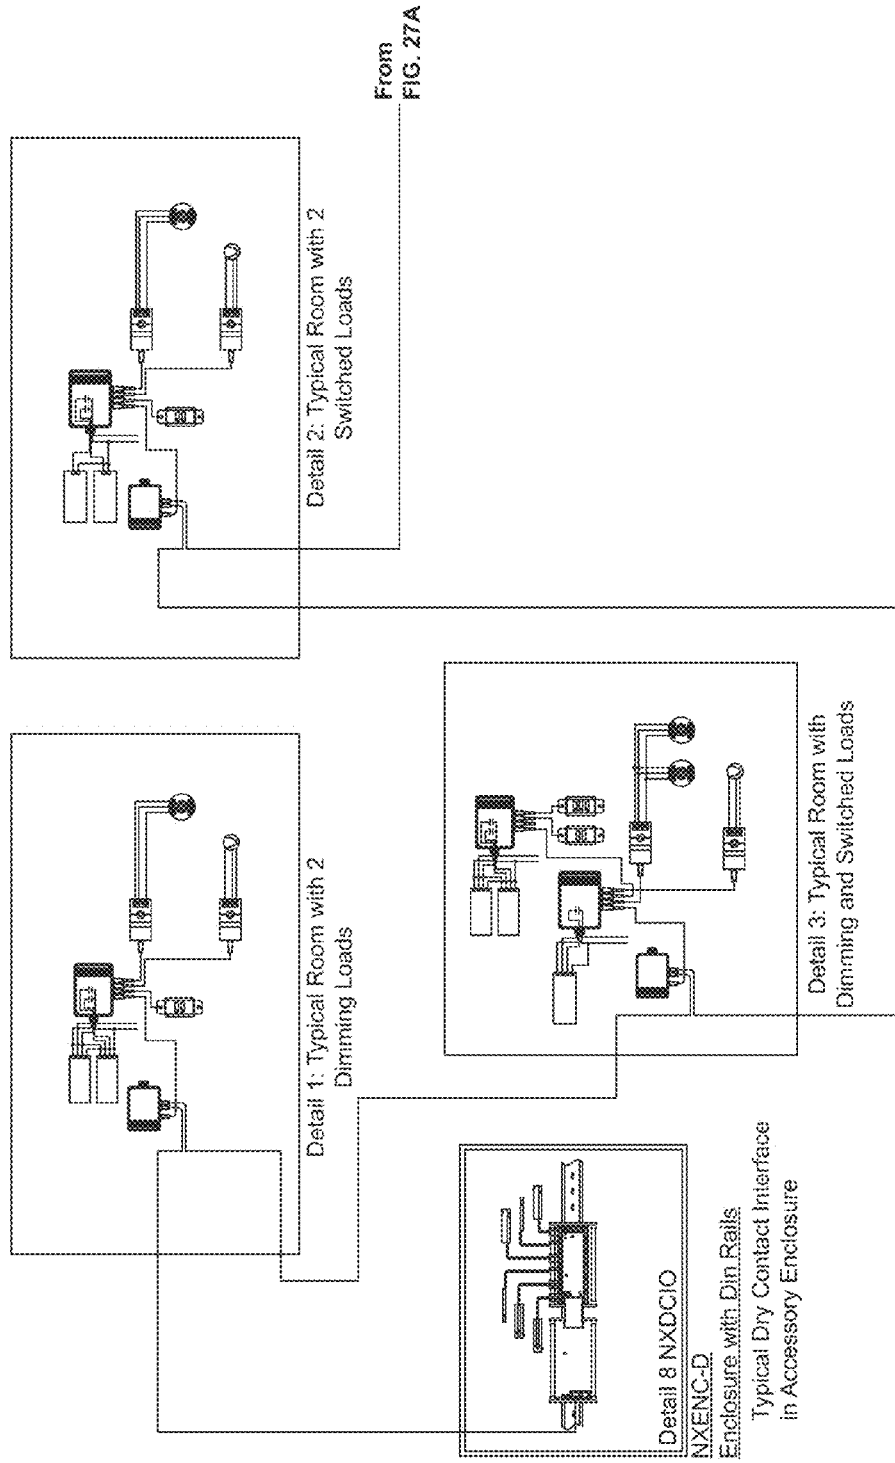 From
FIG. 27A
Detail 2: Typical Room with 2
Switched Loads
Detail 1: Typical Room with 2
Dimming Loads
Detail 3: Typical Room with
Dimming and Switched Loads
Detail 8 NXDCIO
NXENC-D
Enclosure with Din Rails
Typical Dry Contact Interface
in Accessory Enclosure